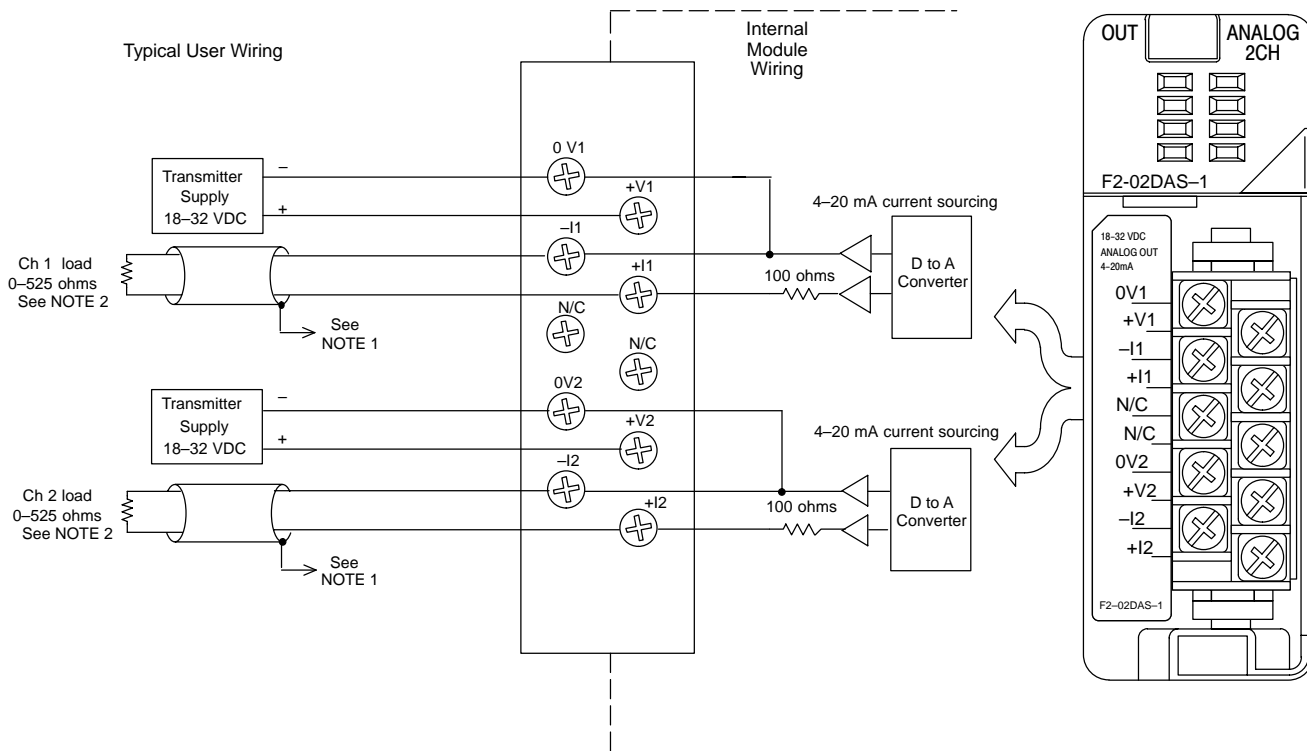 Typical User Wiring
Internal
Module
Wiring
Transmitter
Supply
18–32 VDC
–
+
Ch 1 load
0–525 ohms
See NOTE 2
See
NOTE 1
0 V1
+V1
–I1
+I1
N/C
N/C
4–20 mA current sourcing
100 ohms
D to A
Converter
Transmitter
Supply
18–32 VDC
–
+
Ch 2 load
0–525 ohms
See NOTE 2
See
NOTE 1
0V2
+V2
–I2
+I2
4–20 mA current sourcing
100 ohms
D to A
Converter
OUT
ANALOG
2CH
F2-02DAS–1
18–32 VDC
ANALOG OUT
4–20mA
0V1
+V1
–I1
+I1
N/C
N/C
0V2
+V2
–I2
+I2
F2–02DAS–1